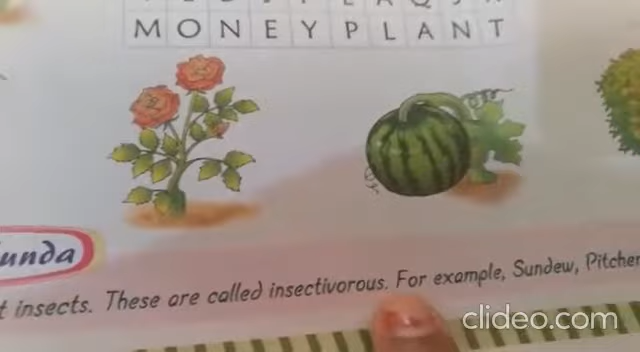 MONEYPLANT
unda
t insects. These are called insectivorous. For example, Sundew, Pitcher
clideo.com